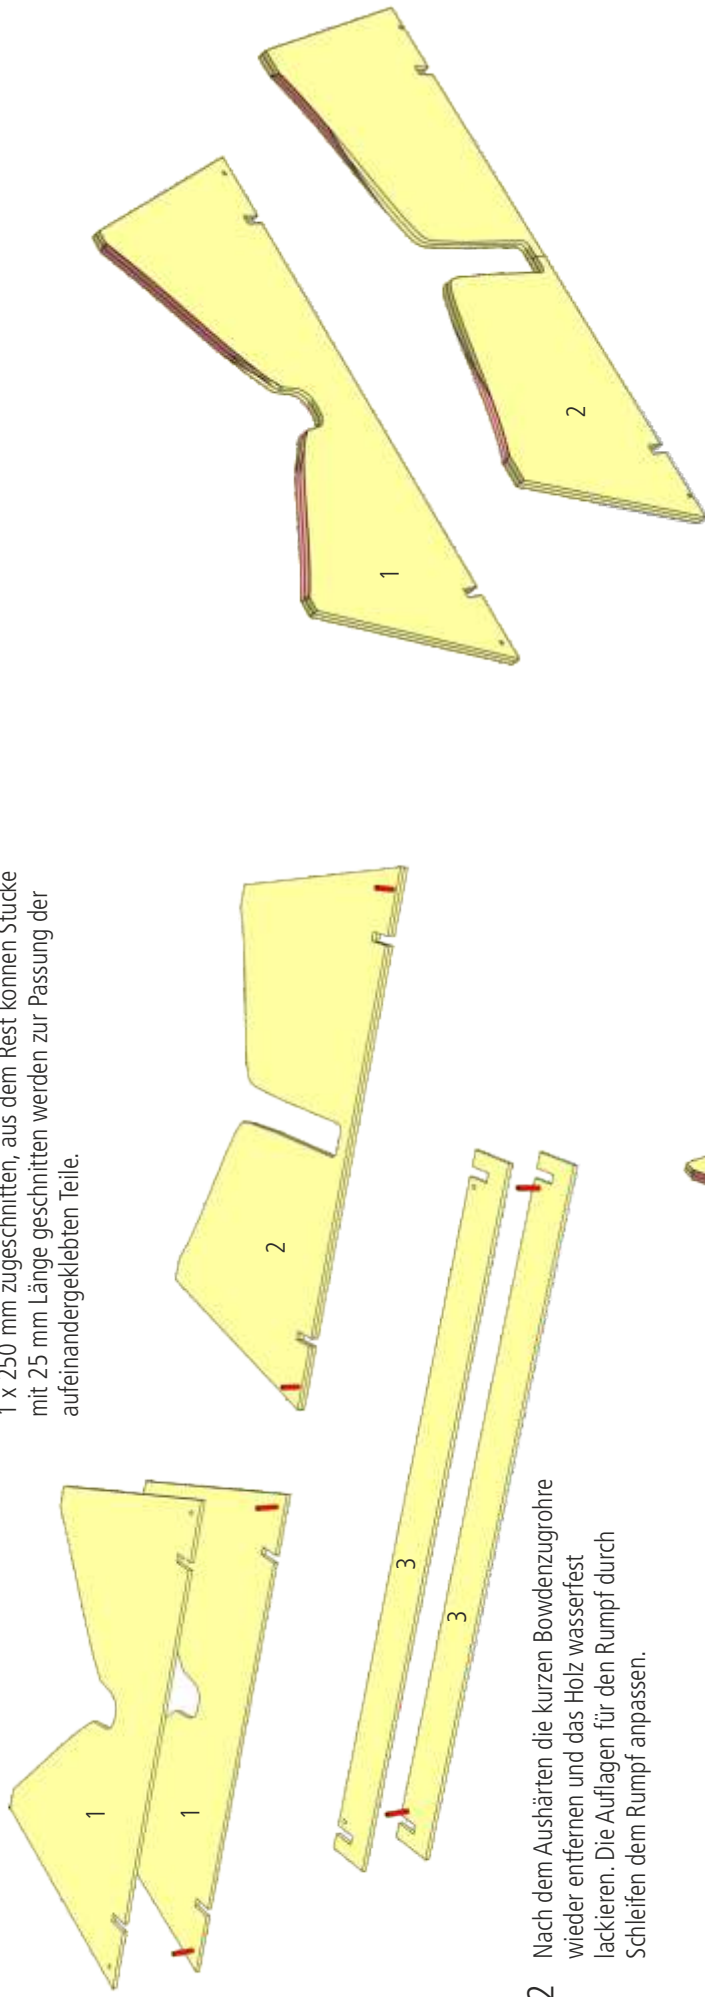 1 x 250 mm zugeschnitten, aus dem Rest können Stücke
mit 25 mm Länge geschnitten werden zur Passung der
aufeinandergeklebten Teile.
1
1
2
3
3
1
2
2 Nach dem Aushärten die kurzen Bowdenzugrohre
wieder entfernen und das Holz wasserfest
lackieren. Die Auflagen für den Rumpf durch
Schleifen dem Rumpf anpassen.